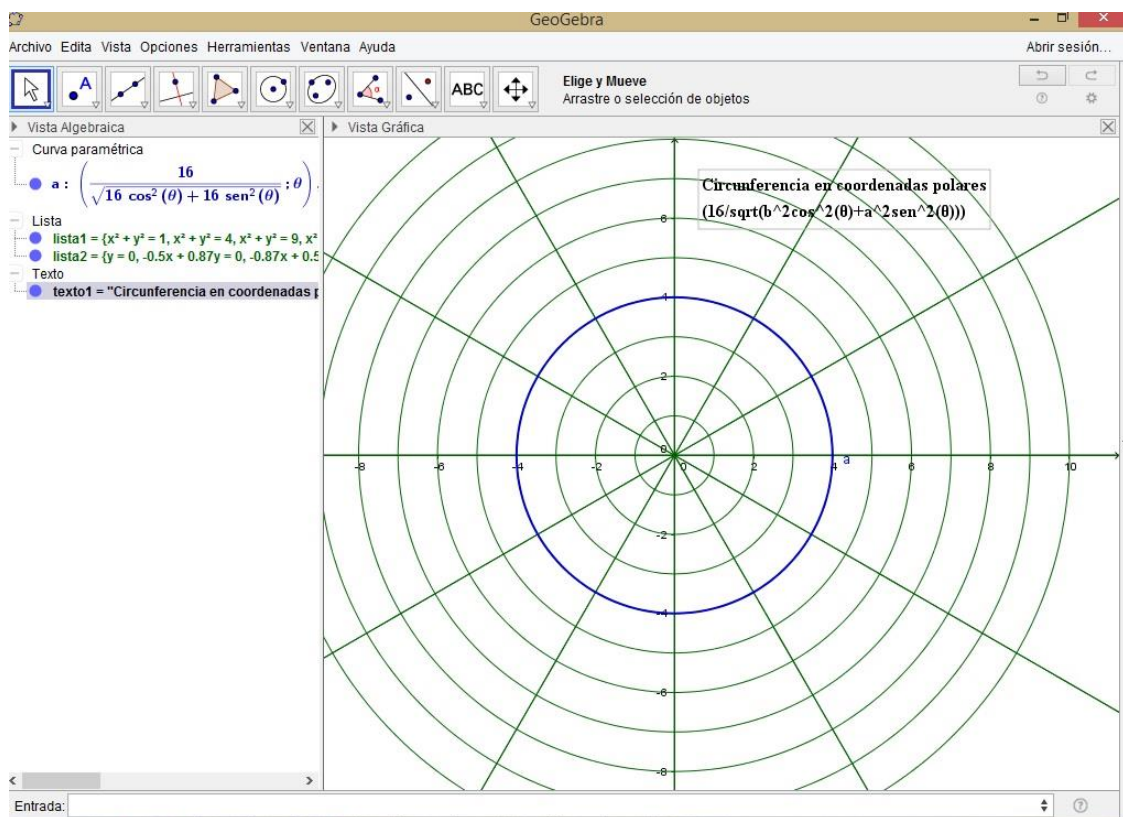 GeoGebra
Archivo Edita Vista Opciones Herramientas Ventana Ayuda
Abrir sesión...
A
α
ABC
Elige y Mueve
Arrastre o selección de objetos
Vista Algebraica
Vista Gráfica
Curva paramétrica
a : ( 16 / √(16 cos² (θ) + 16 sen² (θ)) ; θ )
Lista
lista1 = {x² + y² = 1, x² + y² = 4, x² + y² = 9, x²
lista2 = {y = 0, -0.5x + 0.87y = 0, -0.87x + 0.5
Texto
texto1 = "Circunferencia en coordenadas p
Circunferencia en coordenadas polares
(16/sqrt(b^2cos^2(θ)+a^2sen^2(θ)))
6
4
2
0
-2
-4
-6
-8
-8 -6 -4 -2 0 2 4 6 8 10
a
Entrada: